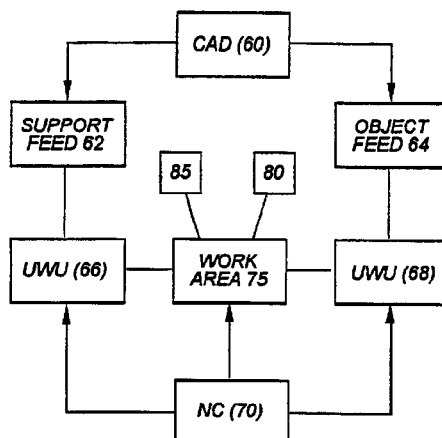 CAD (60)
SUPPORT
FEED 62
OBJECT
FEED 64
85
80
UWU (66)
WORK
AREA 75
UWU (68)
NC (70)